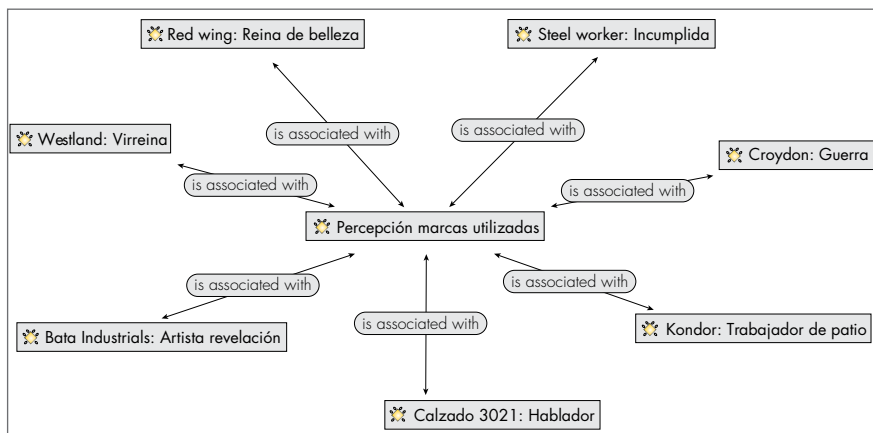 Red wing: Reina de belleza
Steel worker: Incumplida
is associated with
is associated with
Westland: Virreina
Croydon: Guerra
is associated with
is associated with
Percepción marcas utilizadas
is associated with
is associated with
is associated with
Bata Industrials: Artista revelación
Kondor: Trabajador de patio
Calzado 3021: Hablador